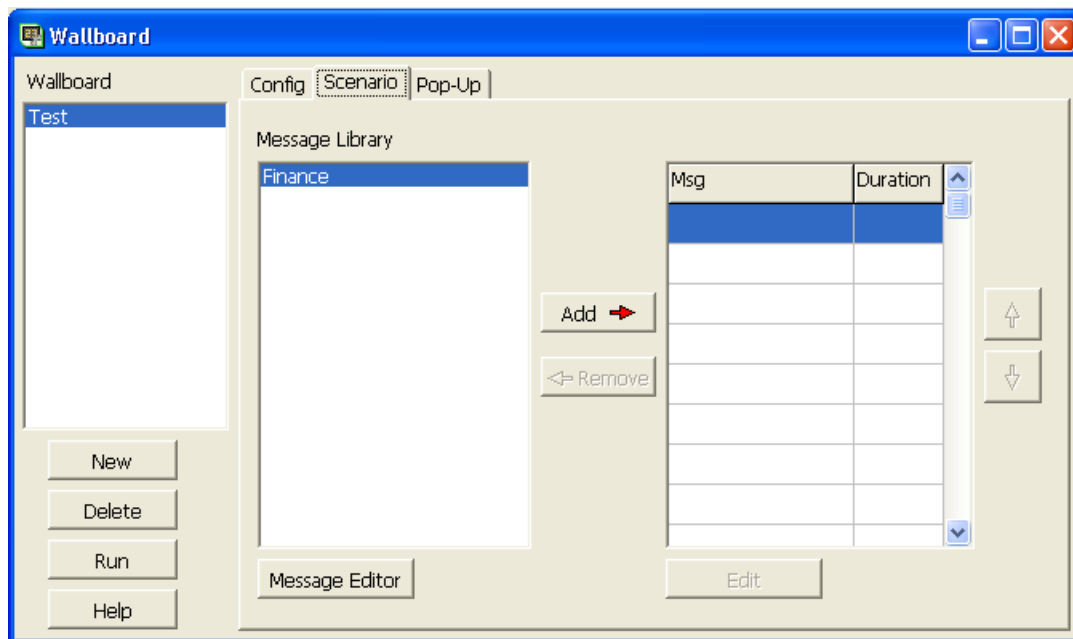 Wallboard
Wallboard
Test
New
Delete
Run
Help
Config Scenario Pop-Up
Message Library
Finance
Message Editor
Add
Remove
Msg Duration
Edit